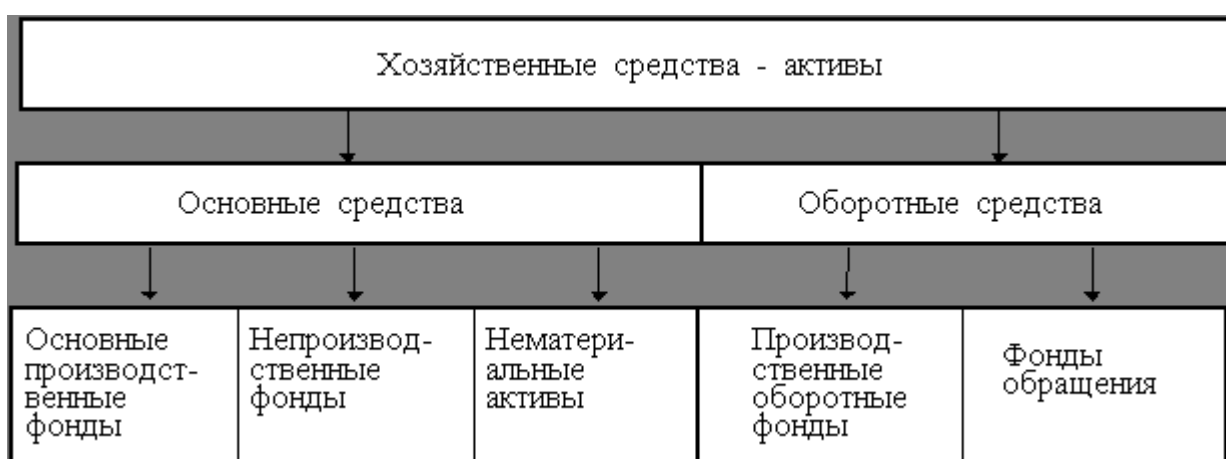 Хозяйственные средства - активы
Основные средства
Оборотные средства
Основные
производст-
венные
фонды
Непроизвод-
ственные
фонды
Нематери-
альные
активы
Производ-
ственные
оборотные
фонды
Фонды
обращения